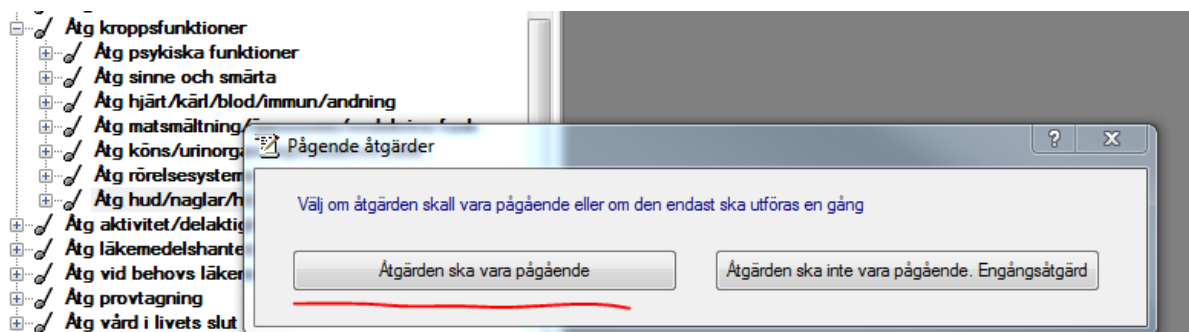 Åtg kroppsfunktioner
Åtg psykiska funktioner
Åtg sinne och smärta
Åtg hjärt/kärl/blod/immun/andning
Åtg matsmältning/
Åtg köns/urinorga
Åtg rörelsesystem
Åtg hud/naglar/h
Åtg aktivitet/delaktig
Åtg läkemedelshante
Åtg vid behovs läker
Åtg provtagning
Åtg vård i livets slut
Pågende åtgärder
Välj om åtgärden skall vara pågående eller om den endast ska utföras en gång
Åtgärden ska vara pågående
Åtgärden ska inte vara pågående. Engångsåtgärd